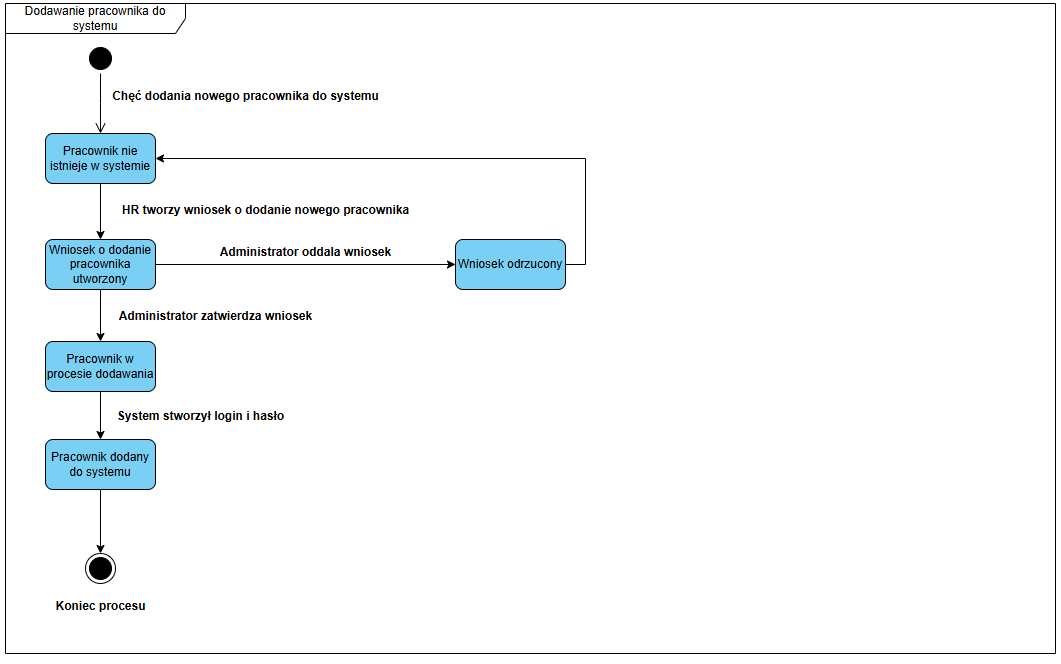 Dodawanie pracownika do
systemu
Chęć dodania nowego pracownika do systemu
Pracownik nie
istnieje w systemie
HR tworzy wniosek o dodanie nowego pracownika
Wniosek o dodanie
pracownika
utworzony
Administrator oddala wniosek
Wniosek odrzucony
Administrator zatwierdza wniosek
Pracownik w
procesie dodawania
System stworzył login i hasło
Pracownik dodany
do systemu
Koniec procesu